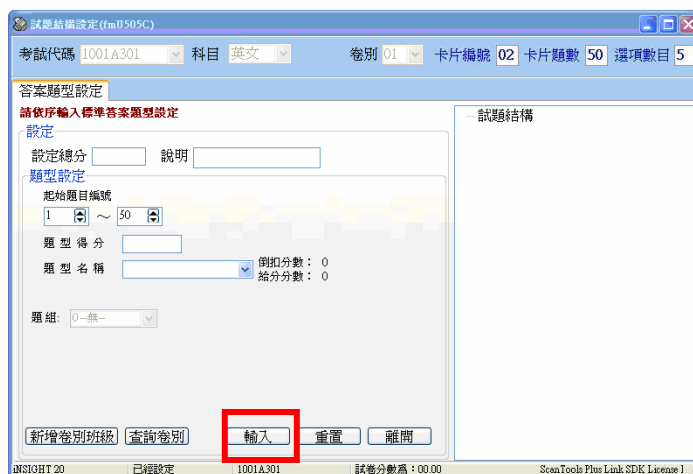 試題結構設定(fmU505C)
考試代碼 1001A301 科目 英文 卷別 01 卡片編號 02 卡片題數 50 選項數目 5
答案題型設定
請依序輸入標準答案題型設定
試題結構
設定
設定總分 說明
題型設定
起始題目編號
1 ～ 50
題型得分
題型名稱 倒扣分數： 0
給分分數： 0
題組: 0--無--
新增卷別班級 查詢卷別 輸入 重置 離開
iNSIGHT 20 已經設定 1001A301 試卷分數為：00.00 ScanTools Plus Link SDK License